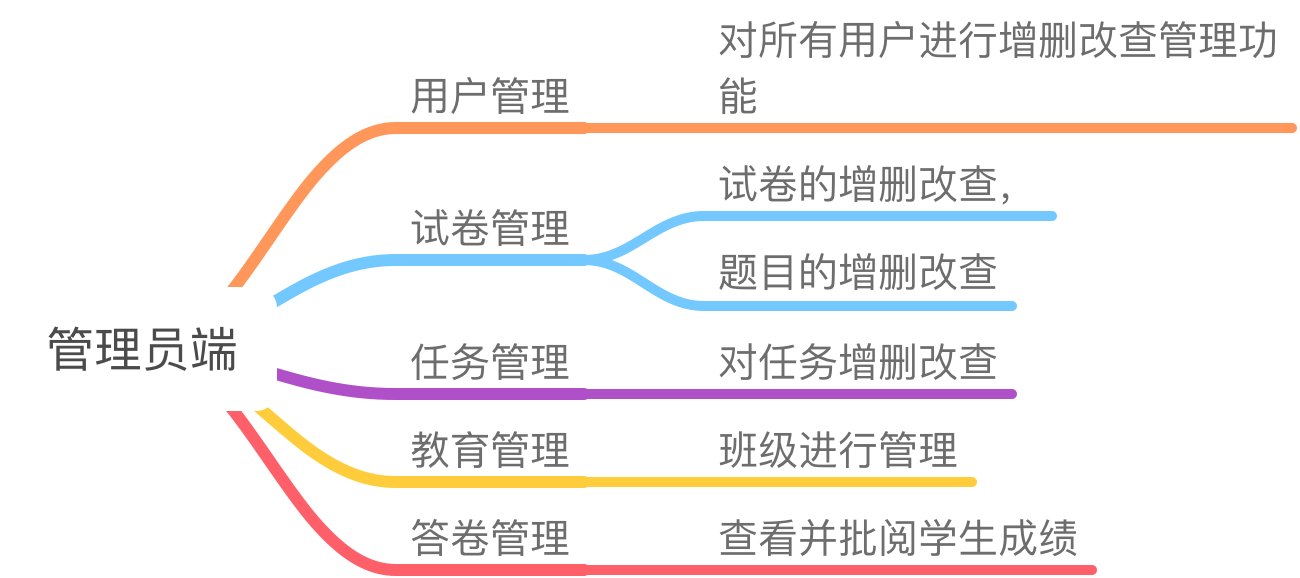 管理员端
用户管理
对所有用户进行增删改查管理功
能
试卷管理
试卷的增删改查，
题目的增删改查
任务管理
对任务增删改查
教育管理
班级进行管理
答卷管理
查看并批阅学生成绩